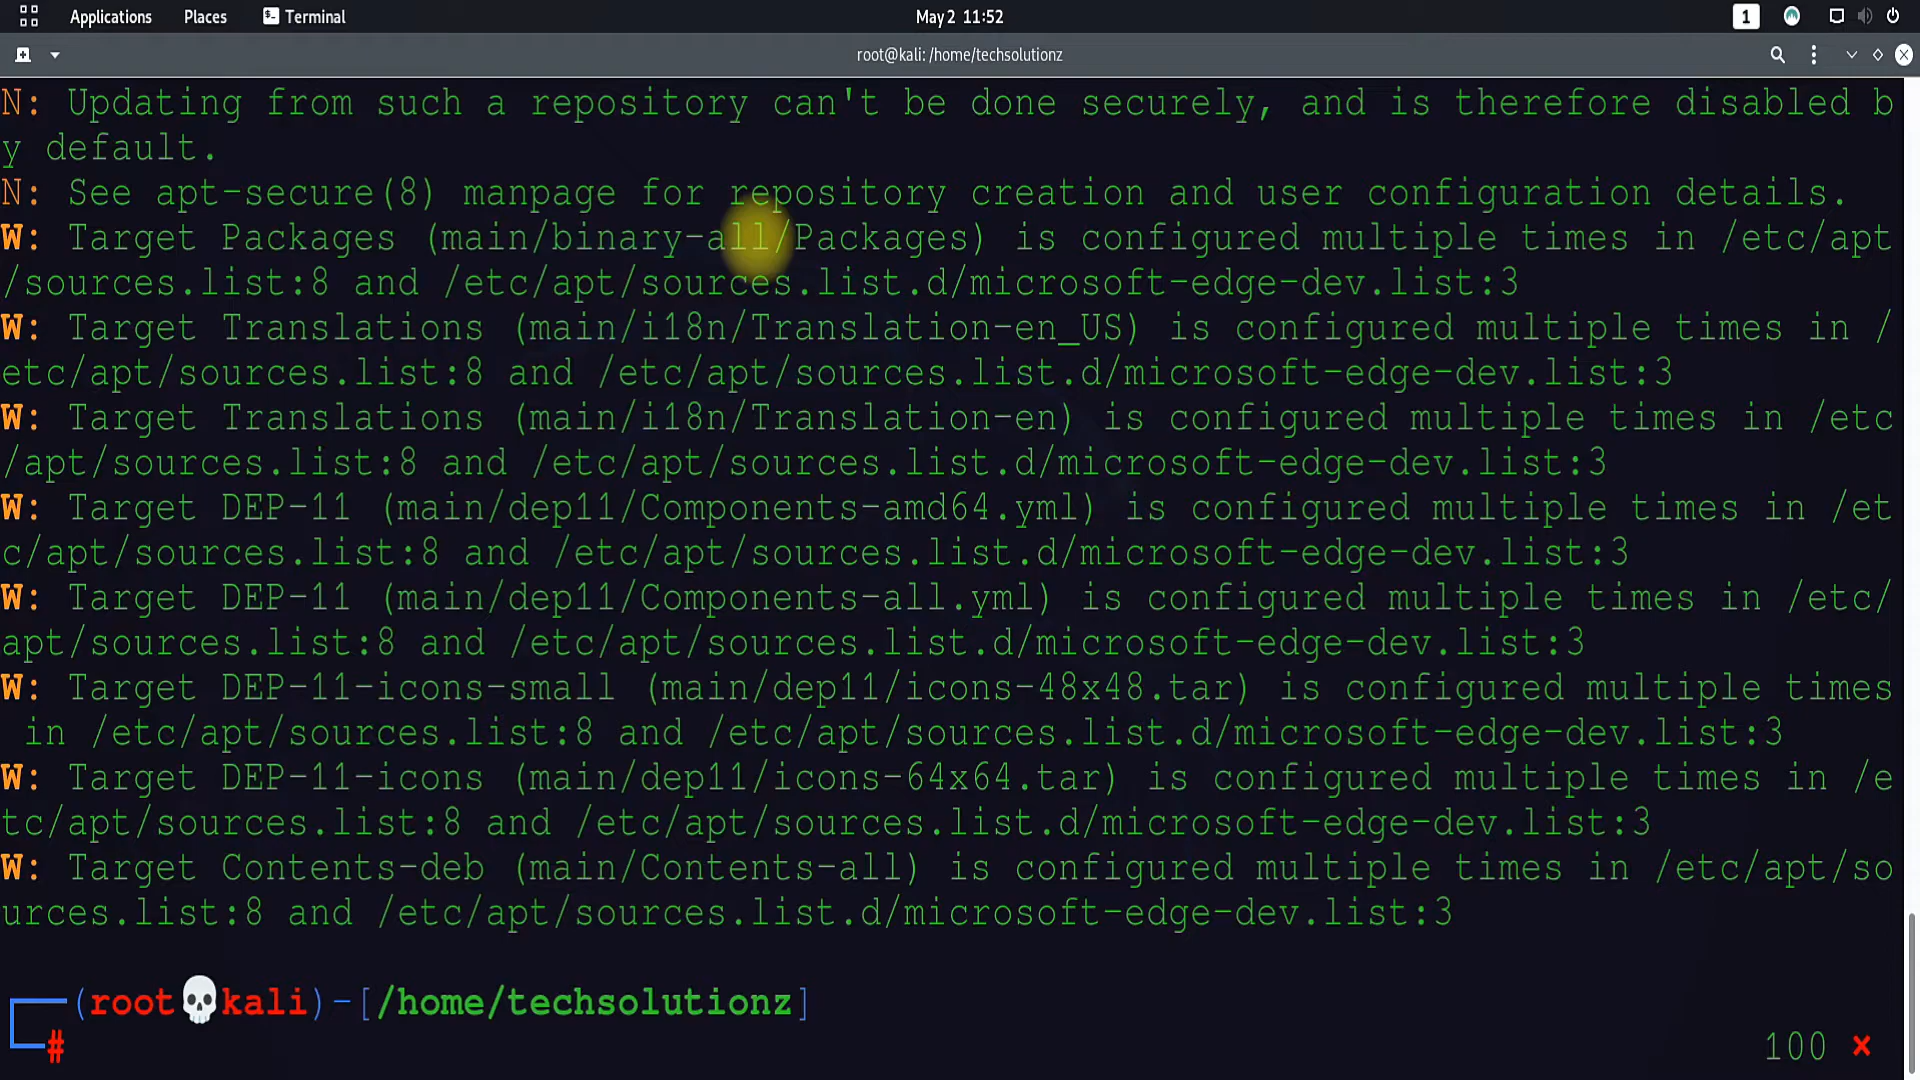 Applications Places Terminal May 2 11:52 1
root@kali: /home/techsolutionz
N: Updating from such a repository can't be done securely, and is therefore disabled b
y default.
N: See apt-secure(8) manpage for repository creation and user configuration details.
W: Target Packages (main/binary-all/Packages) is configured multiple times in /etc/apt
/sources.list:8 and /etc/apt/sources.list.d/microsoft-edge-dev.list:3
W: Target Translations (main/i18n/Translation-en_US) is configured multiple times in /
etc/apt/sources.list:8 and /etc/apt/sources.list.d/microsoft-edge-dev.list:3
W: Target Translations (main/i18n/Translation-en) is configured multiple times in /etc
/apt/sources.list:8 and /etc/apt/sources.list.d/microsoft-edge-dev.list:3
W: Target DEP-11 (main/dep11/Components-amd64.yml) is configured multiple times in /et
c/apt/sources.list:8 and /etc/apt/sources.list.d/microsoft-edge-dev.list:3
W: Target DEP-11 (main/dep11/Components-all.yml) is configured multiple times in /etc/
apt/sources.list:8 and /etc/apt/sources.list.d/microsoft-edge-dev.list:3
W: Target DEP-11-icons-small (main/dep11/icons-48x48.tar) is configured multiple times
 in /etc/apt/sources.list:8 and /etc/apt/sources.list.d/microsoft-edge-dev.list:3
W: Target DEP-11-icons (main/dep11/icons-64x64.tar) is configured multiple times in /e
tc/apt/sources.list:8 and /etc/apt/sources.list.d/microsoft-edge-dev.list:3
W: Target Contents-deb (main/Contents-all) is configured multiple times in /etc/apt/so
urces.list:8 and /etc/apt/sources.list.d/microsoft-edge-dev.list:3
┌──(root💀kali)-[/home/techsolutionz]
└─# 100 ⨯